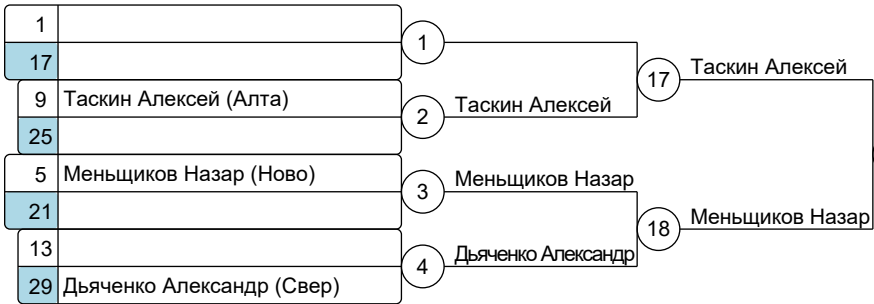 1
17
1
9 Таскин Алексей (Алта)
25
2 Таскин Алексей
17 Таскин Алексей
5 Меньщиков Назар (Ново)
21
3 Меньщиков Назар
13
29 Дьяченко Александр (Свер)
4 Дьяченко Александр
18 Меньщиков Назар